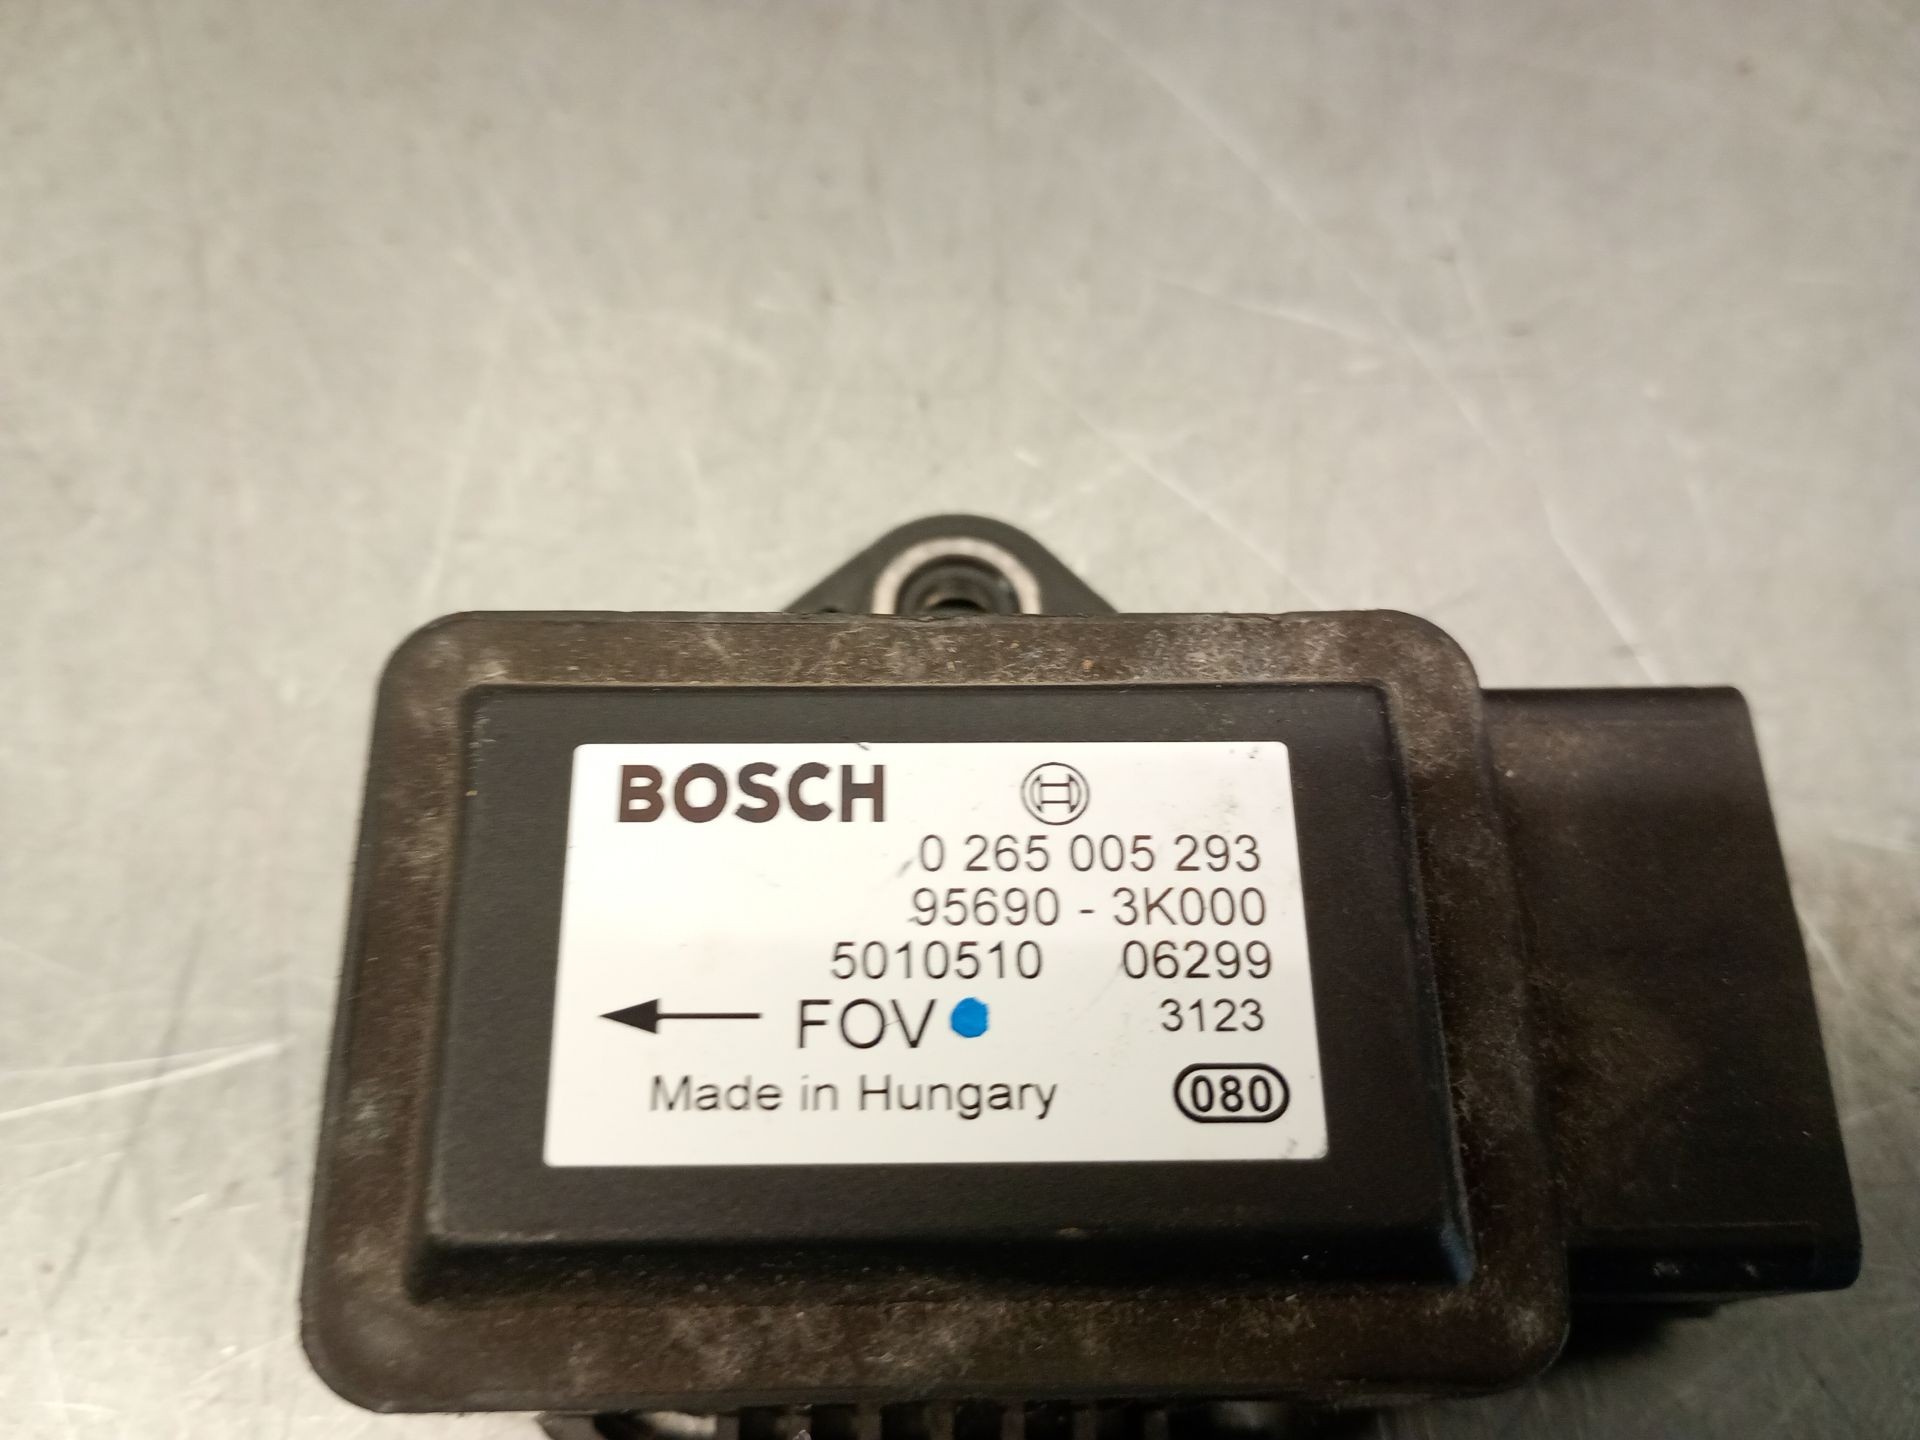 BOSCH
0 265 005 293
95690 - 3K000
5010510 06299
FOV 3123
Made in Hungary 080